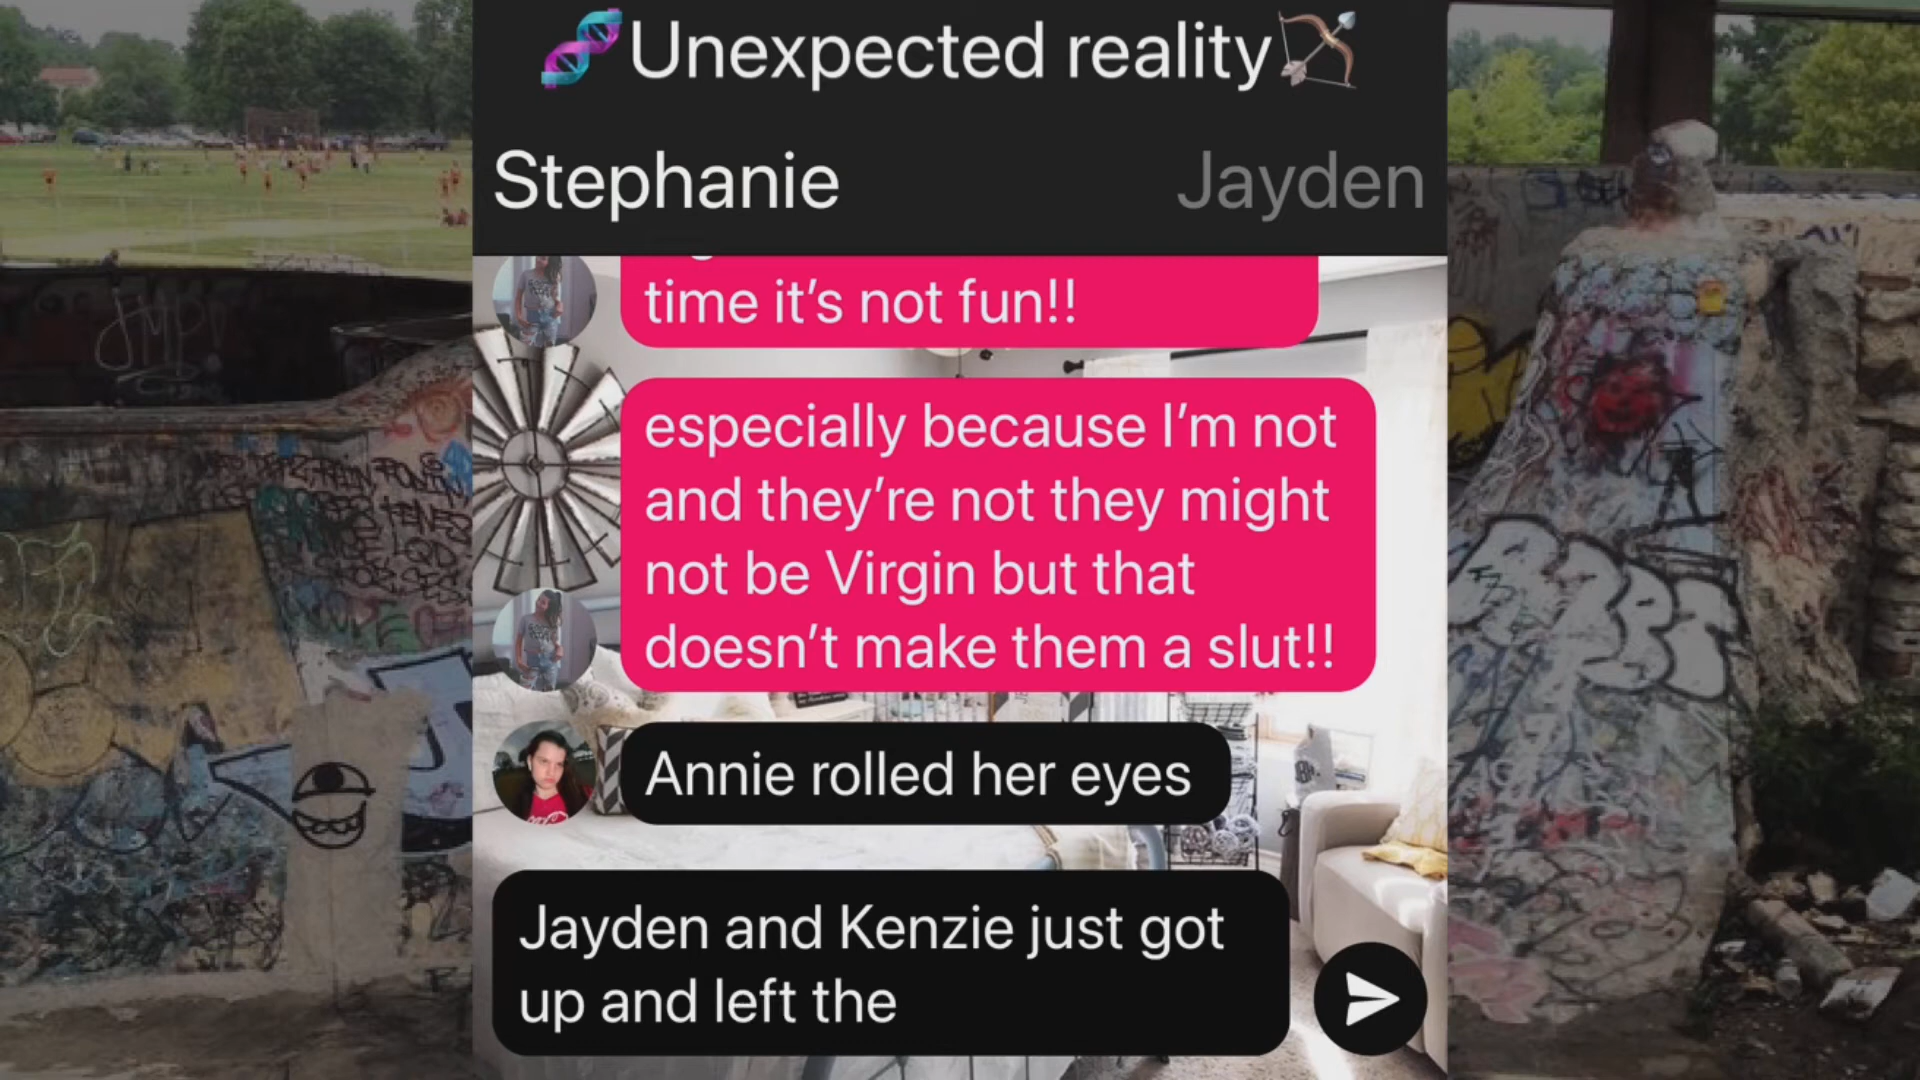 🧬Unexpected reality🏹
Stephanie
Jayden
time it's not fun!!
especially because I'm not
and they're not they might
not be Virgin but that
doesn't make them a slut!!
Annie rolled her eyes
Jayden and Kenzie just got
up and left the